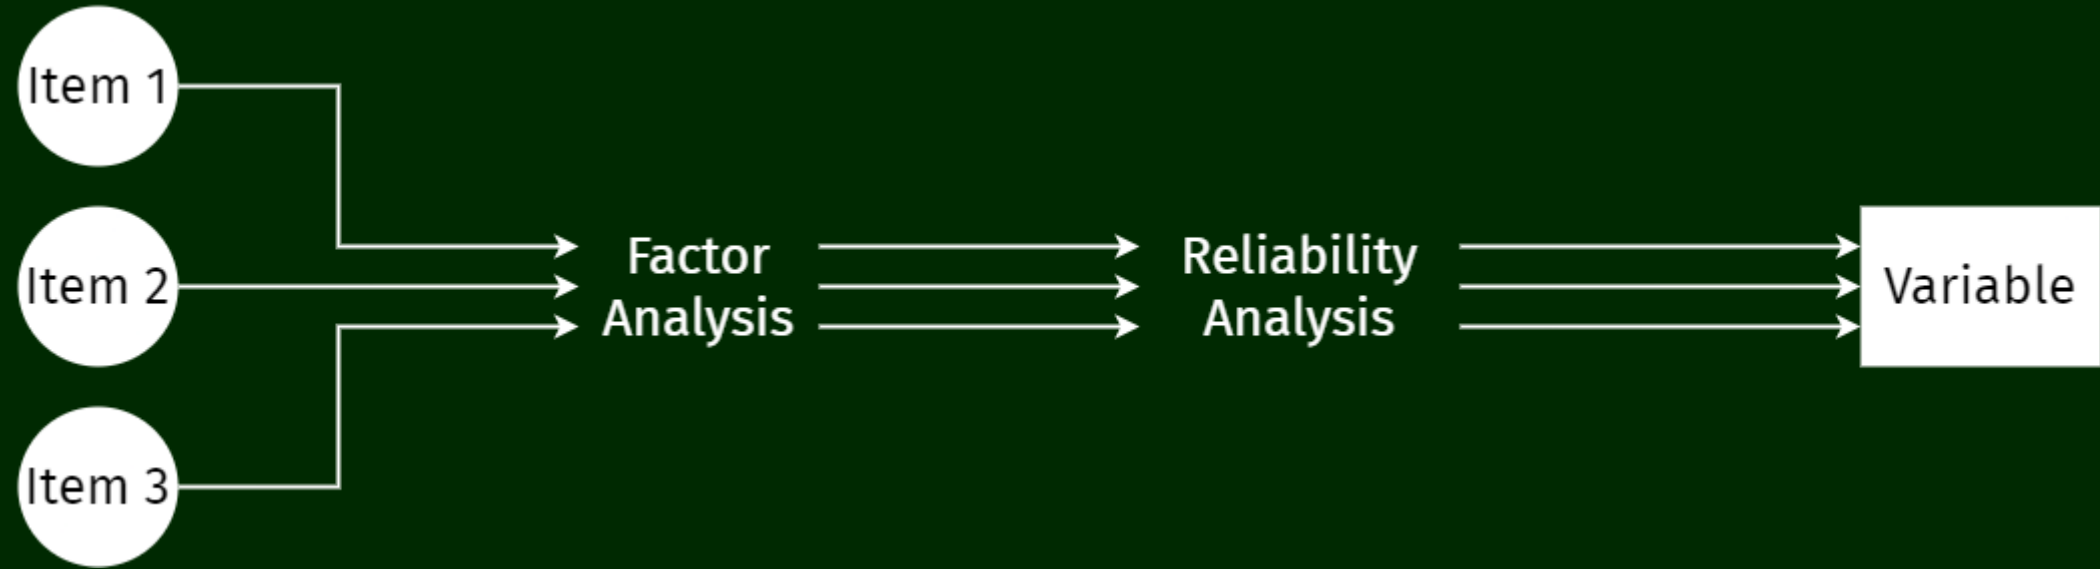 Item 1
Item 2
Item 3
Factor
Analysis
Reliability
Analysis
Variable